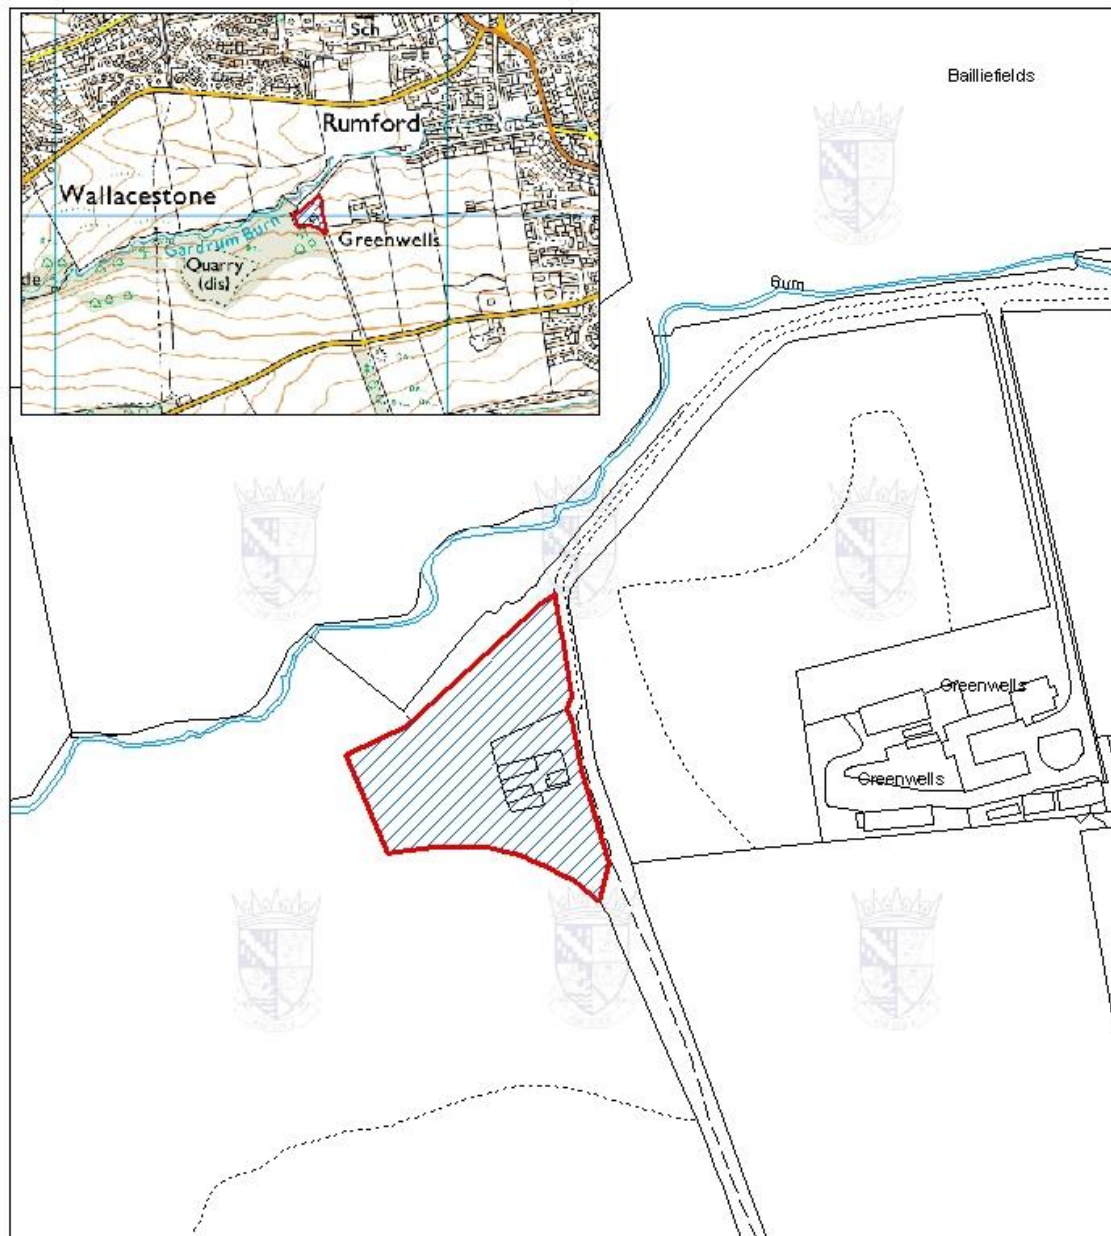 Sch
Bailliefields
Rumford
Wallacestone
Gardrum Burn
Greenwells
Quarry
(dis)
de
Burn
Greenwells
Greenwells